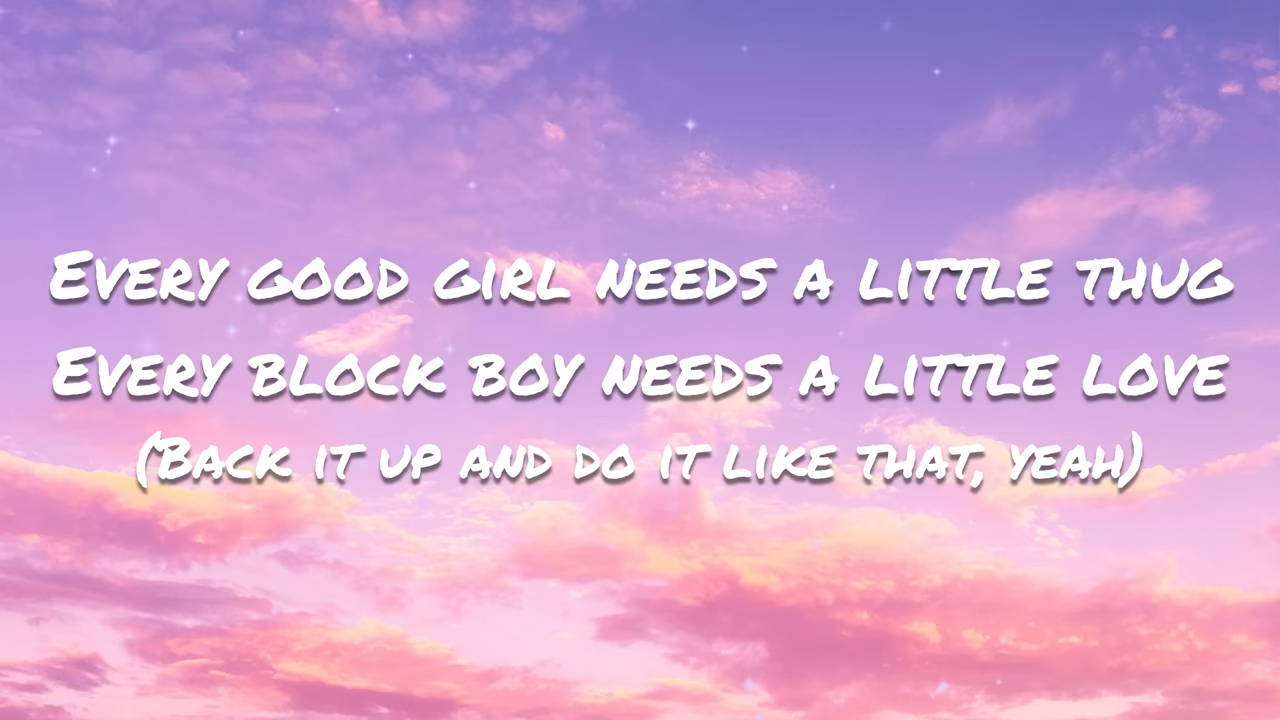 Every good girl needs a little thug
Every block boy needs a little love
(Back it up and do it like that, yeah)